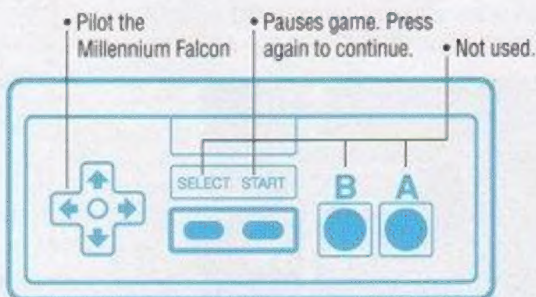 • Pilot the
Millennium Falcon
• Pauses game. Press
again to continue.
• Not used.
SELECT START
B A